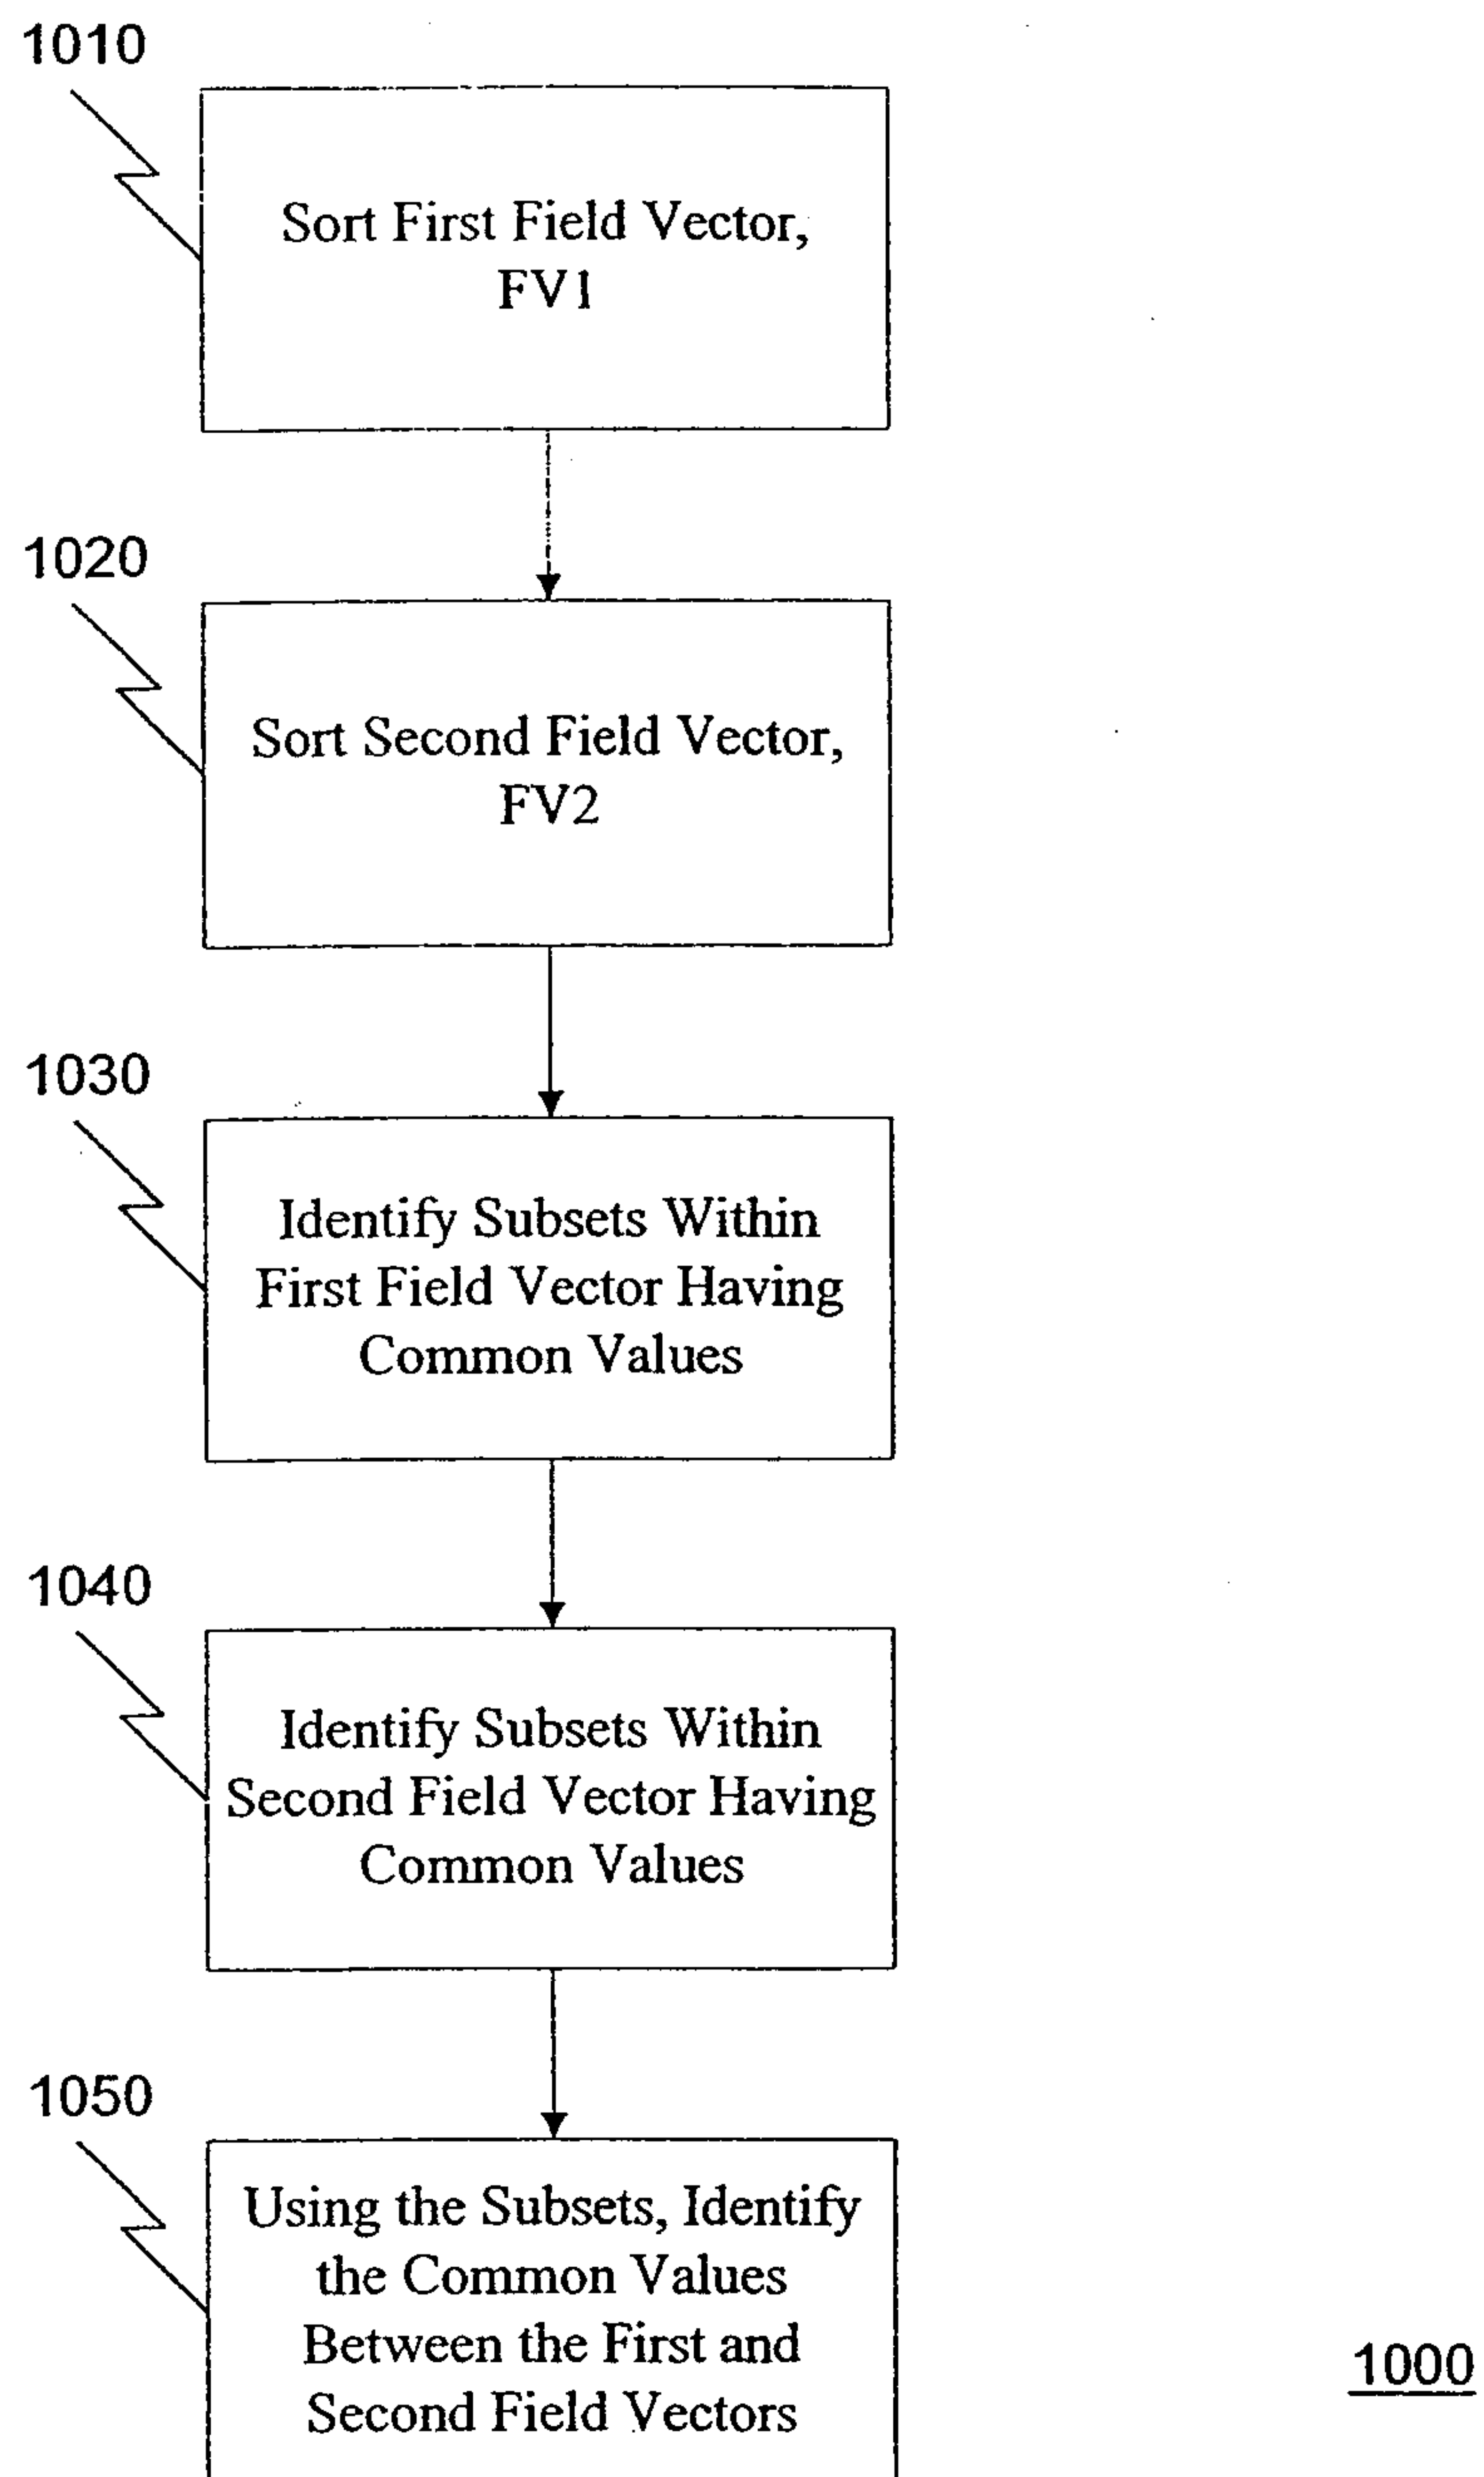 1010
Sort First Field Vector,
FV1
1020
Sort Second Field Vector,
FV2
1030
Identify Subsets Within
First Field Vector Having
Common Values
1040
Identify Subsets Within
Second Field Vector Having
Common Values
1050
Using the Subsets, Identify
the Common Values
Between the First and
Second Field Vectors
1000